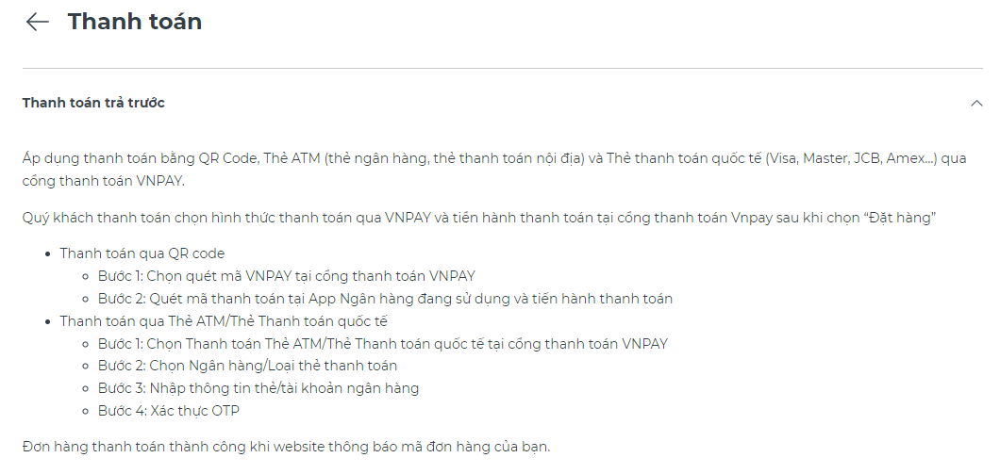 Thanh toán
Thanh toán trả trước
Áp dụng thanh toán bằng QR Code, Thẻ ATM (thẻ ngân hàng, thẻ thanh toán nội địa) và Thẻ thanh toán quốc tế (Visa, Master, JCB, Amex...) qua
cổng thanh toán VNPAY.
Quý khách thanh toán chọn hình thức thanh toán qua VNPAY và tiến hành thanh toán tại cổng thanh toán Vnpay sau khi chọn “Đặt hàng”
• Thanh toán qua QR code
◦ Bước 1: Chọn quét mã VNPAY tại cổng thanh toán VNPAY
◦ Bước 2: Quét mã thanh toán tại App Ngân hàng đang sử dụng và tiến hành thanh toán
• Thanh toán qua Thẻ ATM/Thẻ Thanh toán quốc tế
◦ Bước 1: Chọn Thanh toán Thẻ ATM/Thẻ Thanh toán quốc tế tại cổng thanh toán VNPAY
◦ Bước 2: Chọn Ngân hàng/Loại thẻ thanh toán
◦ Bước 3: Nhập thông tin thẻ/tài khoản ngân hàng
◦ Bước 4: Xác thực OTP
Đơn hàng thanh toán thành công khi website thông báo mã đơn hàng của bạn.